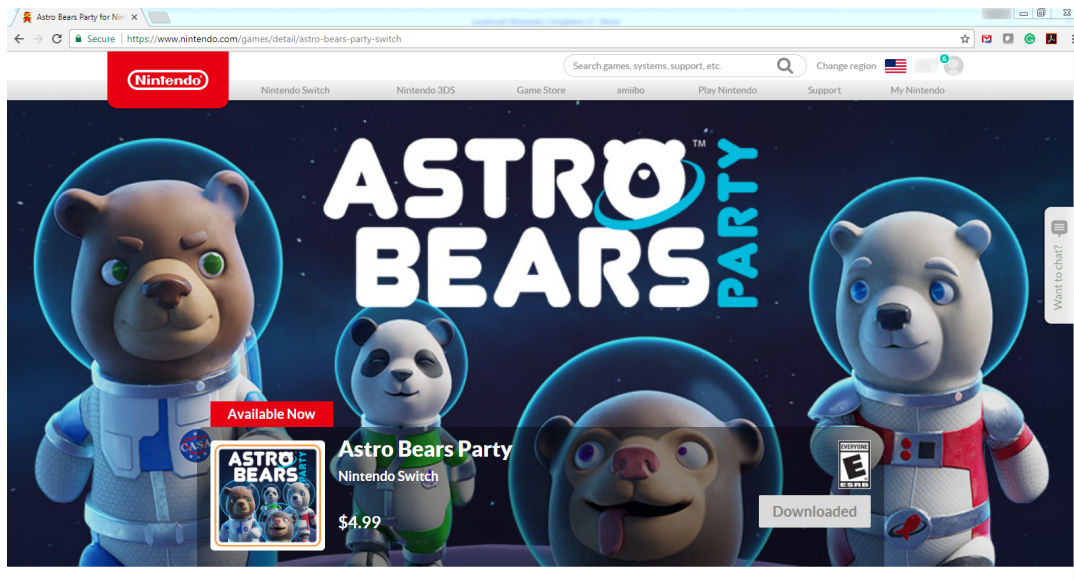 Astro Bears Party for Nin
Secure
https://www.nintendo.com/games/detail/astro-bears-party-switch
Nintendo
Search games, systems, support, etc.
Change region
6
Nintendo Switch
Nintendo 3DS
Game Store
amiibo
Play Nintendo
Support
My Nintendo
ASTRO
BEARS
PARTY
TM
Want to chat?
CASA
Available Now
ASTRO
BEARS
PARTY
Astro Bears Party
Nintendo Switch
$4.99
EVERYONE
E
ESRB
Downloaded